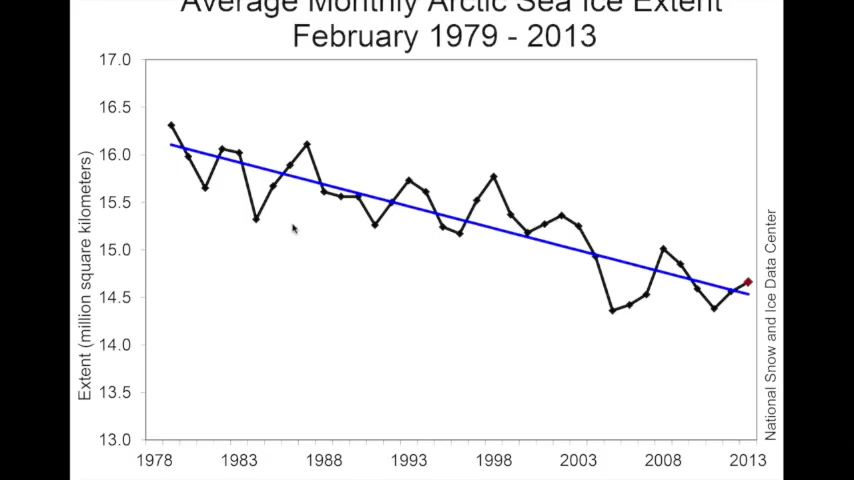 Average Monthly Arctic Sea Ice Extent
February 1979 - 2013
17.0
16.5
16.0
15.5
15.0
14.5
14.0
13.5
13.0
Extent (million square kilometers)
1978 1983 1988 1993 1998 2003 2008 2013
National Snow and Ice Data Center